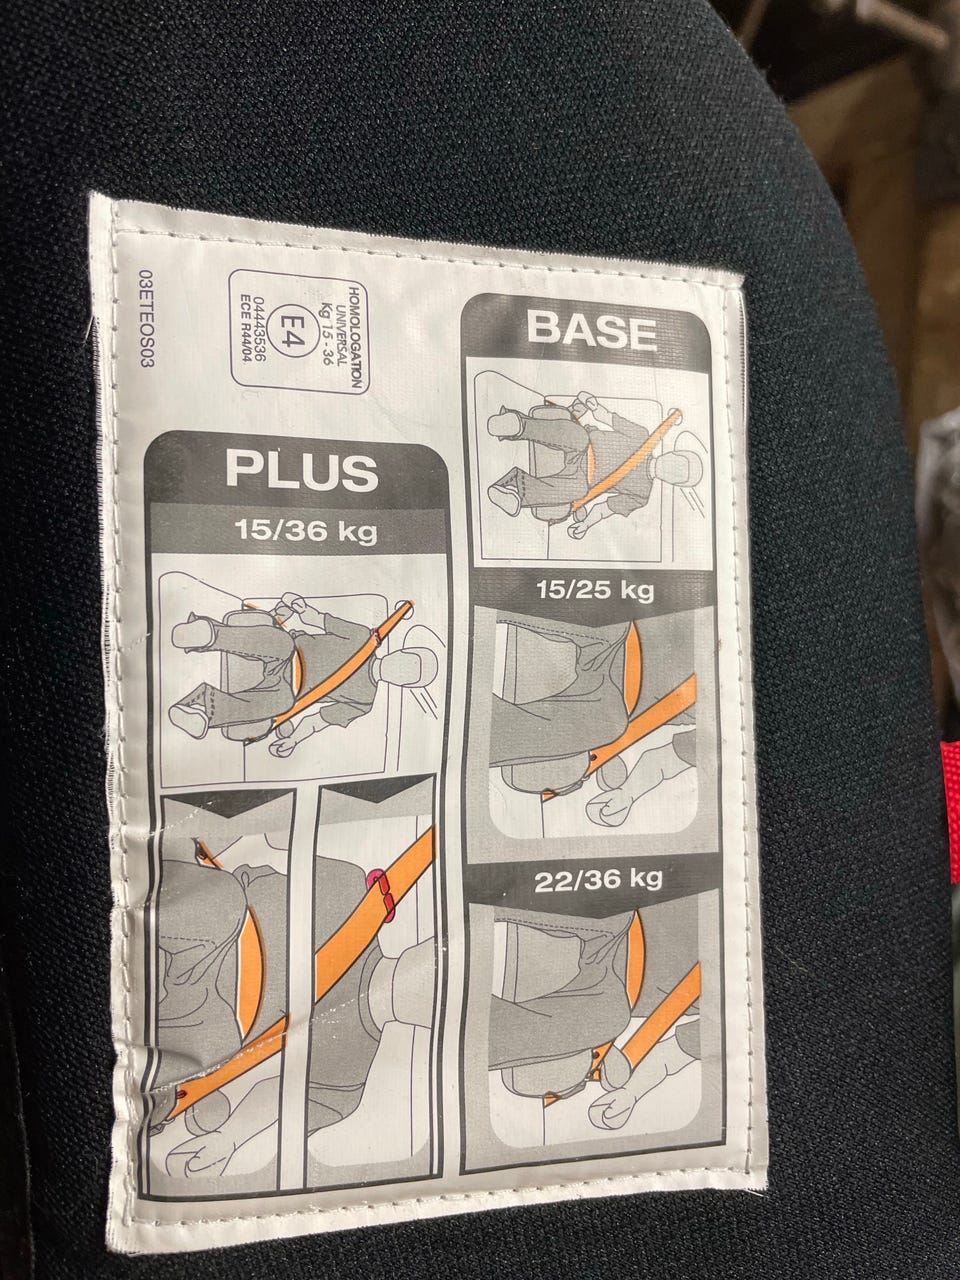 HOMOLOGATION
UNIVERSAL
Kg 15 - 36
E4
04443536
ECE R44/04
03ETEOS03
BASE
15/25 kg
22/36 kg
PLUS
15/36 kg